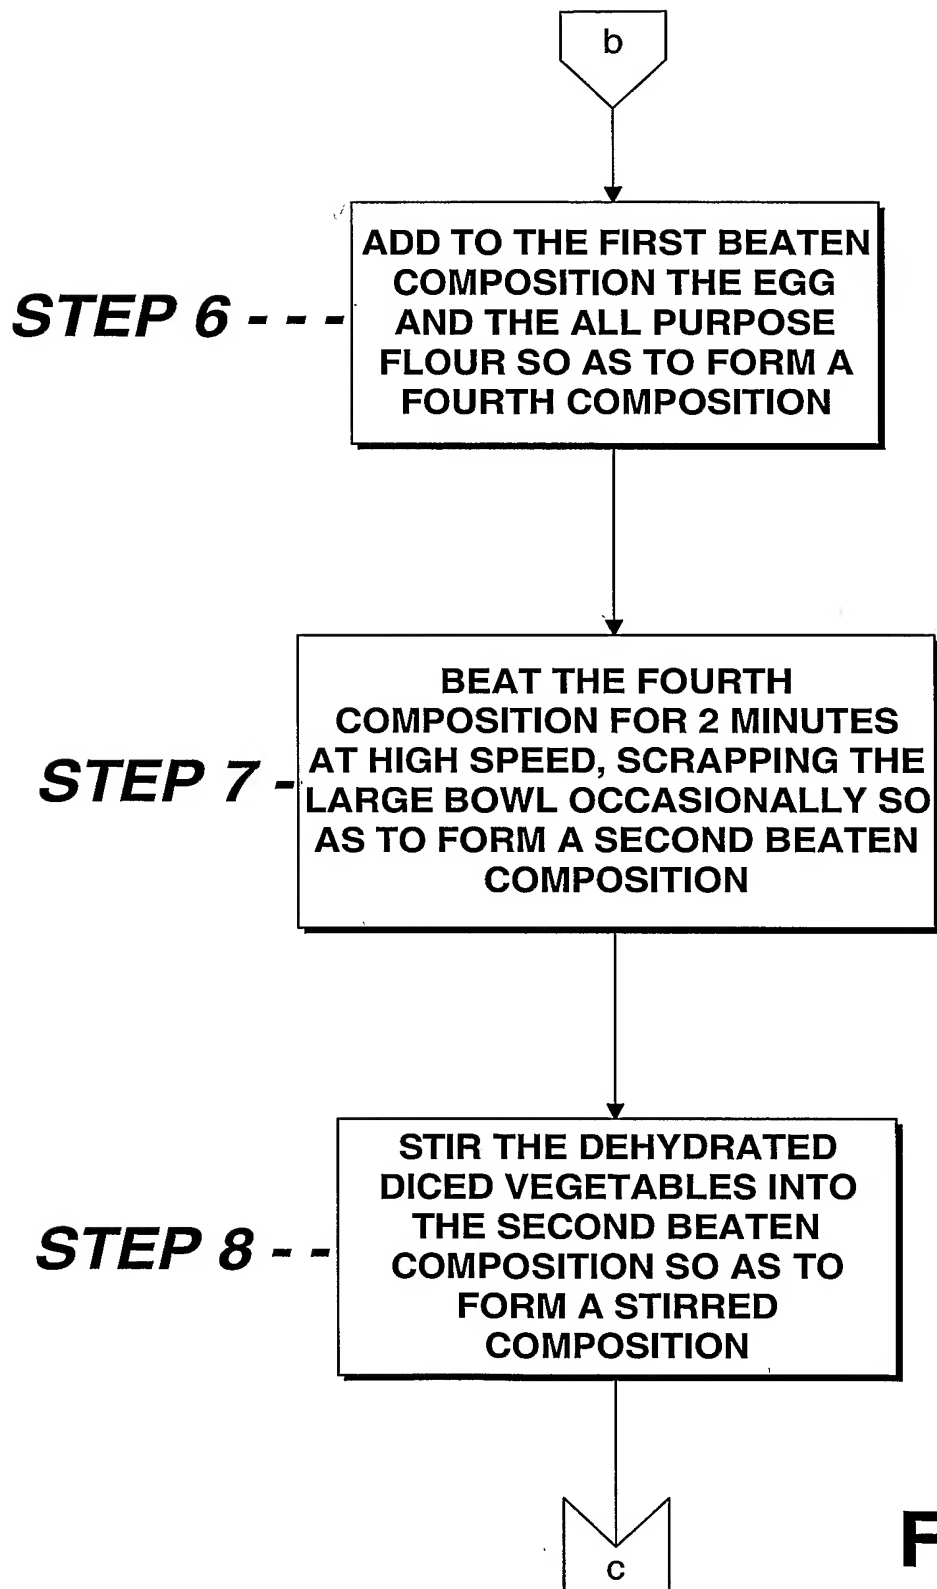 b
ADD TO THE FIRST BEATEN
COMPOSITION THE EGG
STEP 6 - - - AND THE ALL PURPOSE
FLOUR SO AS TO FORM A
FOURTH COMPOSITION
BEAT THE FOURTH
COMPOSITION FOR 2 MINUTES
STEP 7 - AT HIGH SPEED, SCRAPPING THE
LARGE BOWL OCCASIONALLY SO
AS TO FORM A SECOND BEATEN
COMPOSITION
STIR THE DEHYDRATED
DICED VEGETABLES INTO
THE SECOND BEATEN
STEP 8 - - COMPOSITION SO AS TO
FORM A STIRRED
COMPOSITION
F
c